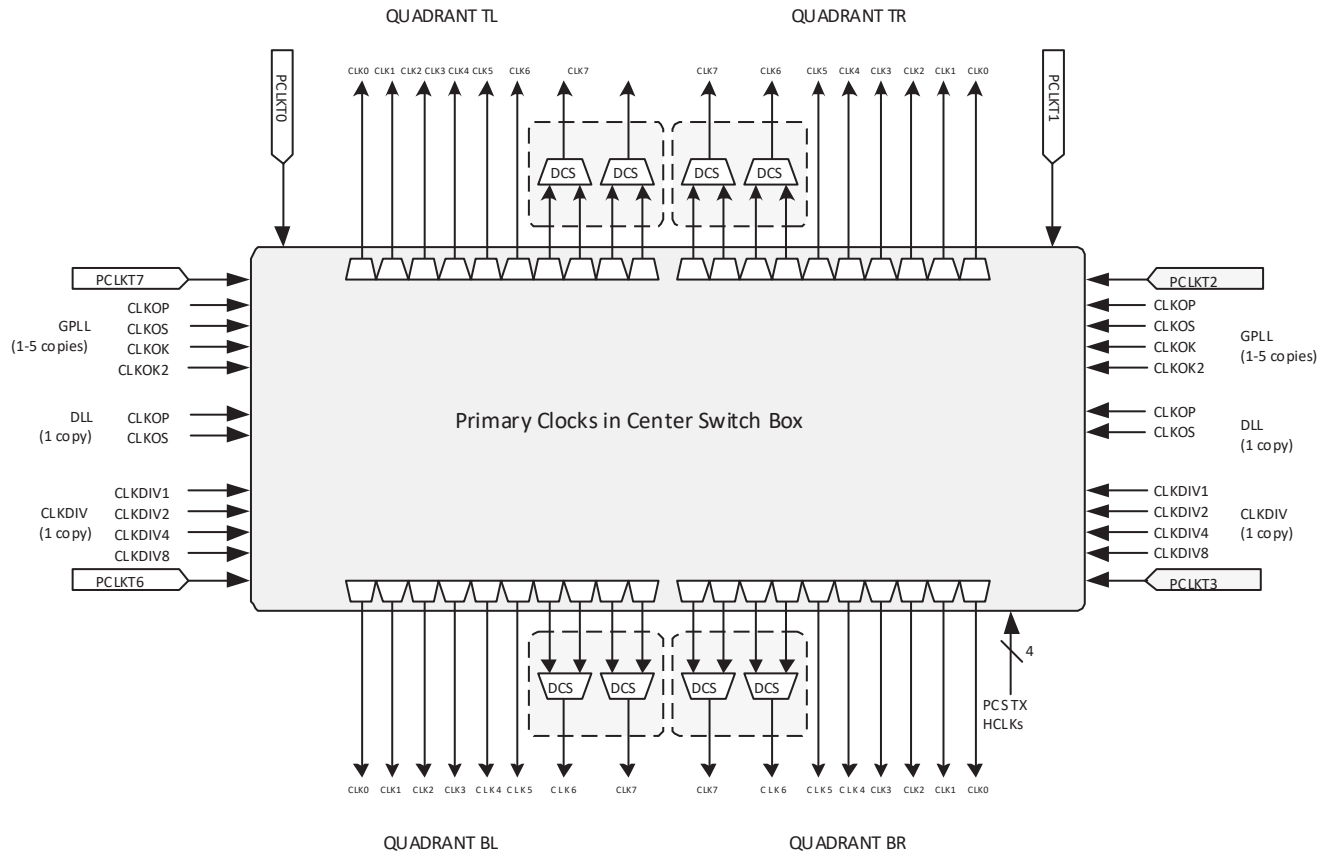 QUADRANT TL
QUADRANT TR
CLK0 CLK1 CLK2 CLK3 CLK4 CLK5 CLK6 CLK7
CLK7 CLK6 CLK5 CLK4 CLK3 CLK2 CLK1 CLK0
PCLKT0
PCLKT1
DCS DCS DCS DCS
PCLKT7
GPLL
(1-5 copies)
CLKOP
CLKOS
CLKOK
CLKOK2
DLL
(1 copy)
CLKOP
CLKOS
CLKDIV
(1 copy)
CLKDIV1
CLKDIV2
CLKDIV4
CLKDIV8
PCLKT6
Primary Clocks in Center Switch Box
PCLKT2
CLKOP
CLKOS
CLKOK
CLKOK2
GPLL
(1-5 copies)
CLKOP
CLKOS
DLL
(1 copy)
CLKDIV1
CLKDIV2
CLKDIV4
CLKDIV8
CLKDIV
(1 copy)
PCLKT3
4
PCS TX
HCLKs
DCS DCS DCS DCS
CLK0 CLK1 CLK2 CLK3 CLK4 CLK5 CLK6 CLK7
CLK7 CLK6 CLK5 CLK4 CLK3 CLK2 CLK1 CLK0
QUADRANT BL
QUADRANT BR